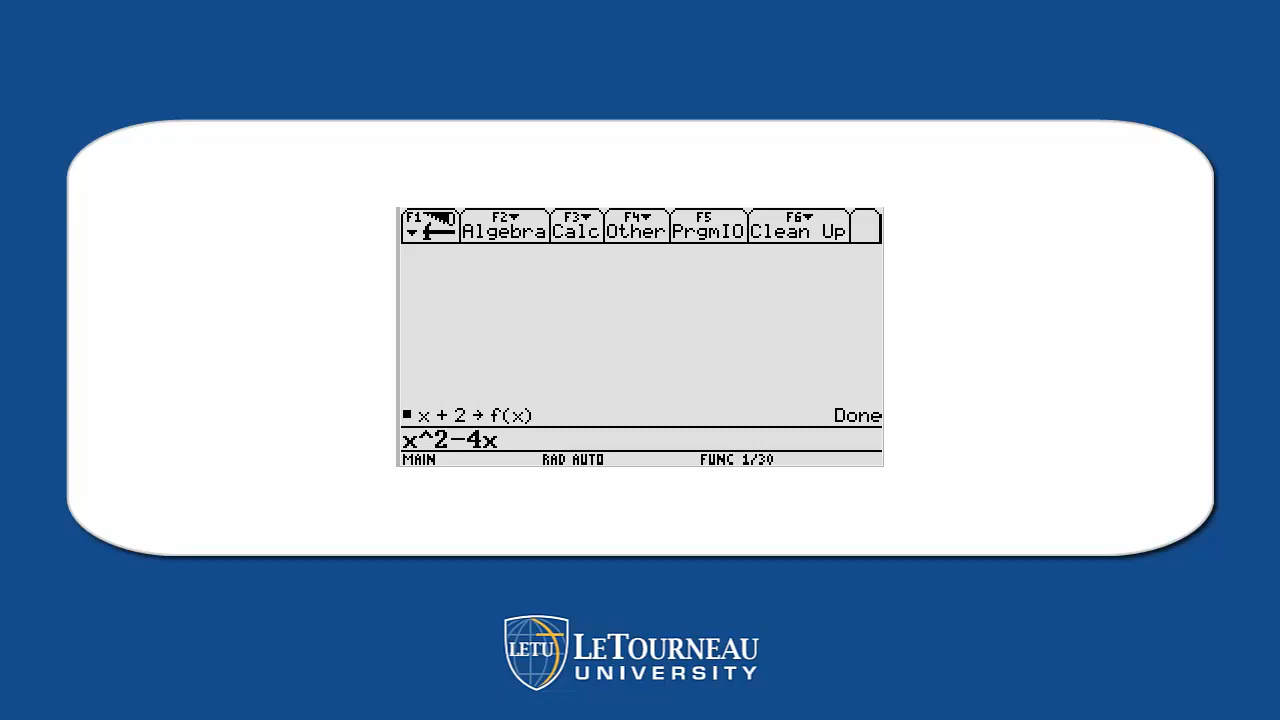 F1 F2 F3 F4 F5 F6
Algebra Calc Other PrgmIO Clean Up
■ x + 2 → f(x) Done
x^2-4x
MAIN RAD AUTO FUNC 1/30
LETU LETOURNEAU
UNIVERSITY